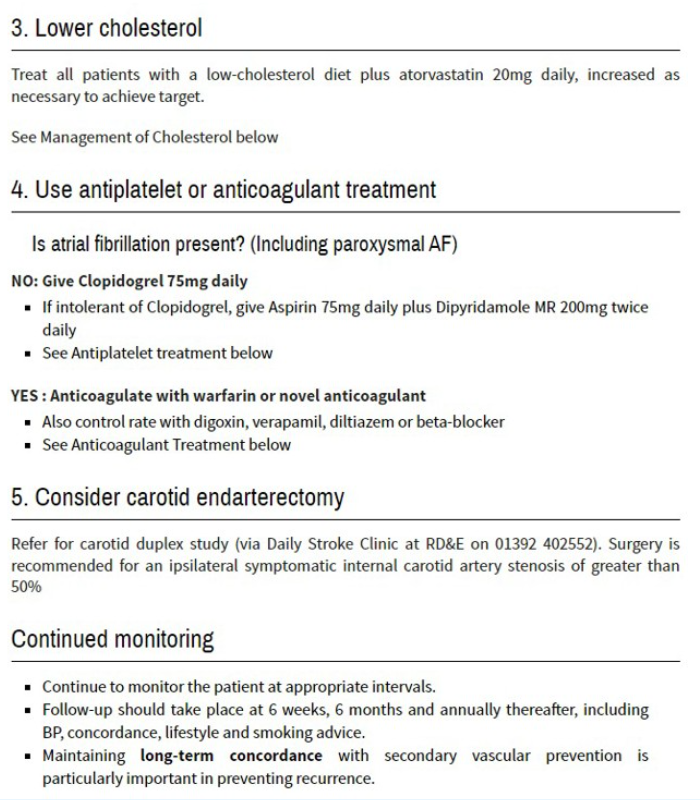 3. Lower cholesterol
Treat all patients with a low-cholesterol diet plus atorvastatin 20mg daily, increased as
necessary to achieve target.
See Management of Cholesterol below
4. Use antiplatelet or anticoagulant treatment
Is atrial fibrillation present? (Including paroxysmal AF)
NO: Give Clopidogrel 75mg daily
▪ If intolerant of Clopidogrel, give Aspirin 75mg daily plus Dipyridamole MR 200mg twice
daily
▪ See Antiplatelet treatment below
YES : Anticoagulate with warfarin or novel anticoagulant
▪ Also control rate with digoxin, verapamil, diltiazem or beta-blocker
▪ See Anticoagulant Treatment below
5. Consider carotid endarterectomy
Refer for carotid duplex study (via Daily Stroke Clinic at RD&E on 01392 402552). Surgery is
recommended for an ipsilateral symptomatic internal carotid artery stenosis of greater than
50%
Continued monitoring
▪ Continue to monitor the patient at appropriate intervals.
▪ Follow-up should take place at 6 weeks, 6 months and annually thereafter, including
BP, concordance, lifestyle and smoking advice.
▪ Maintaining long-term concordance with secondary vascular prevention is
particularly important in preventing recurrence.